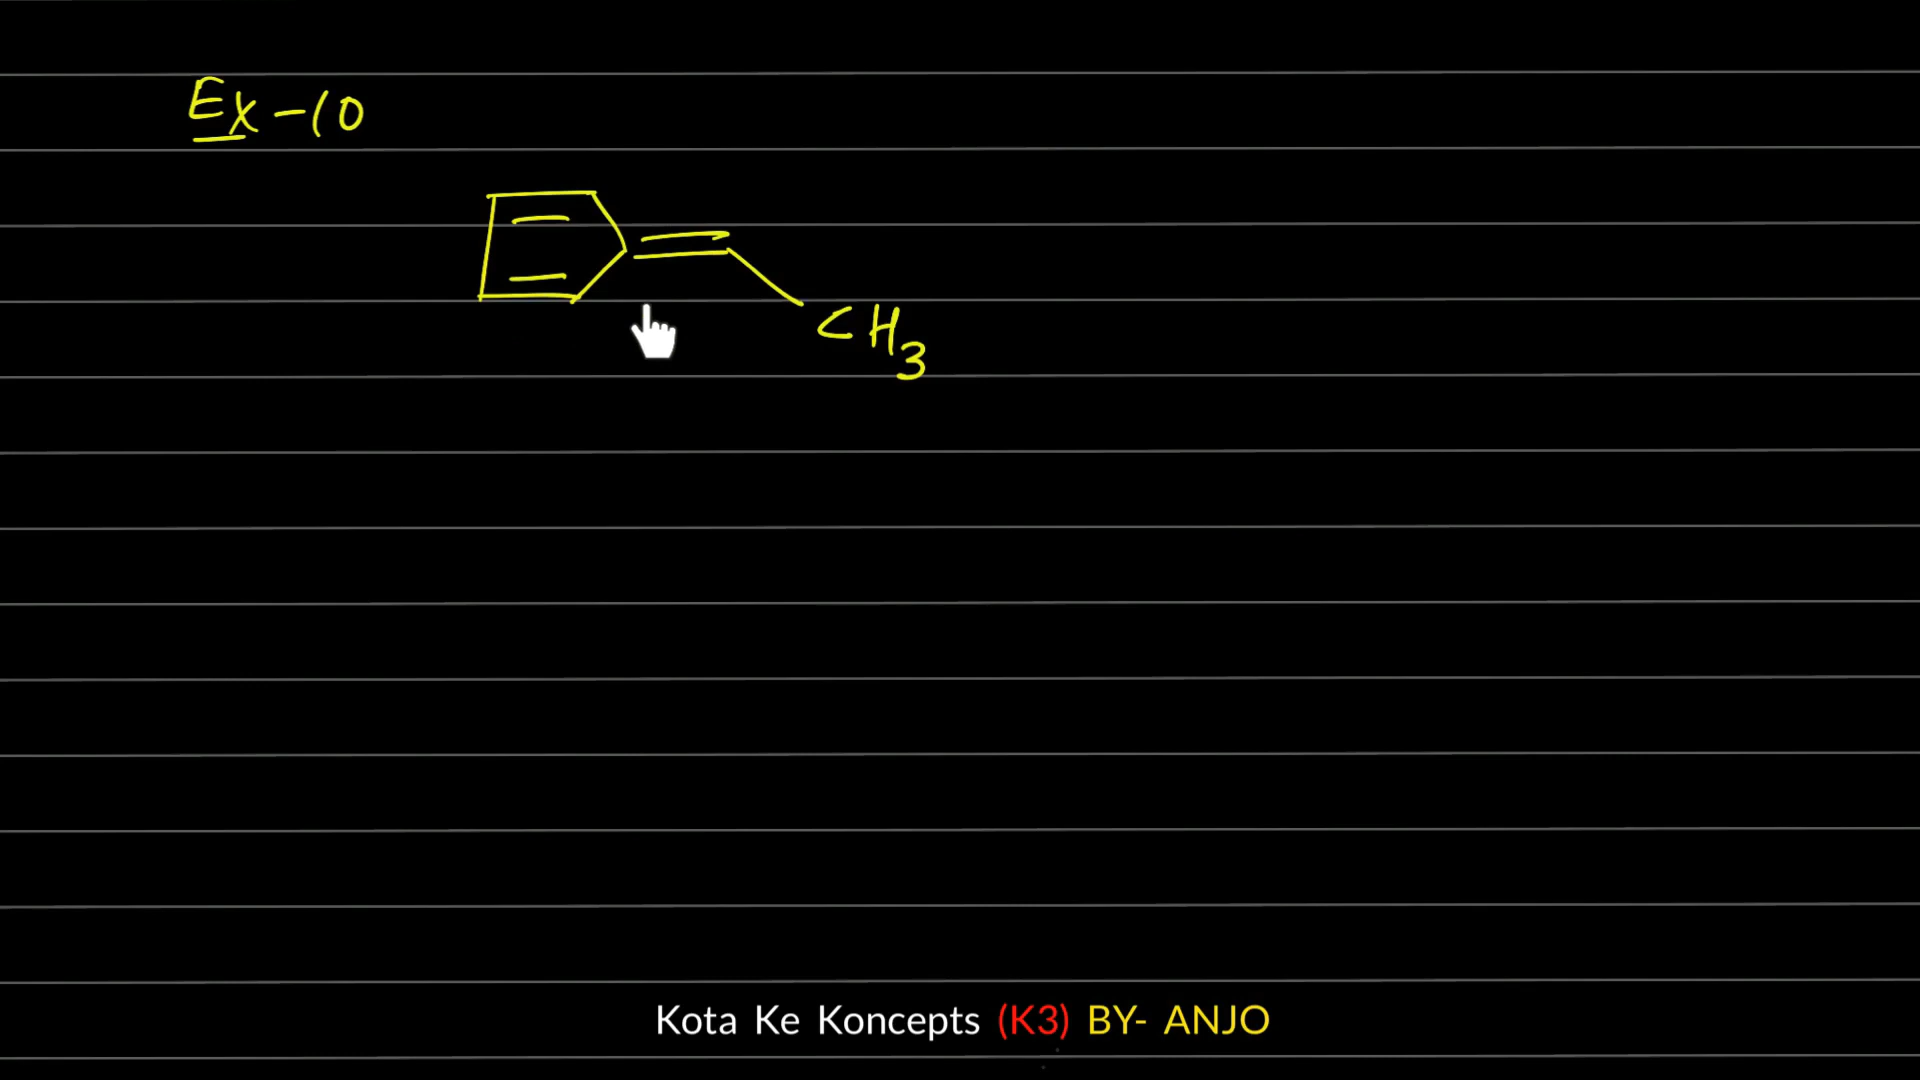 Ex-10
CH3
Kota Ke Koncepts (K3) BY- ANJO